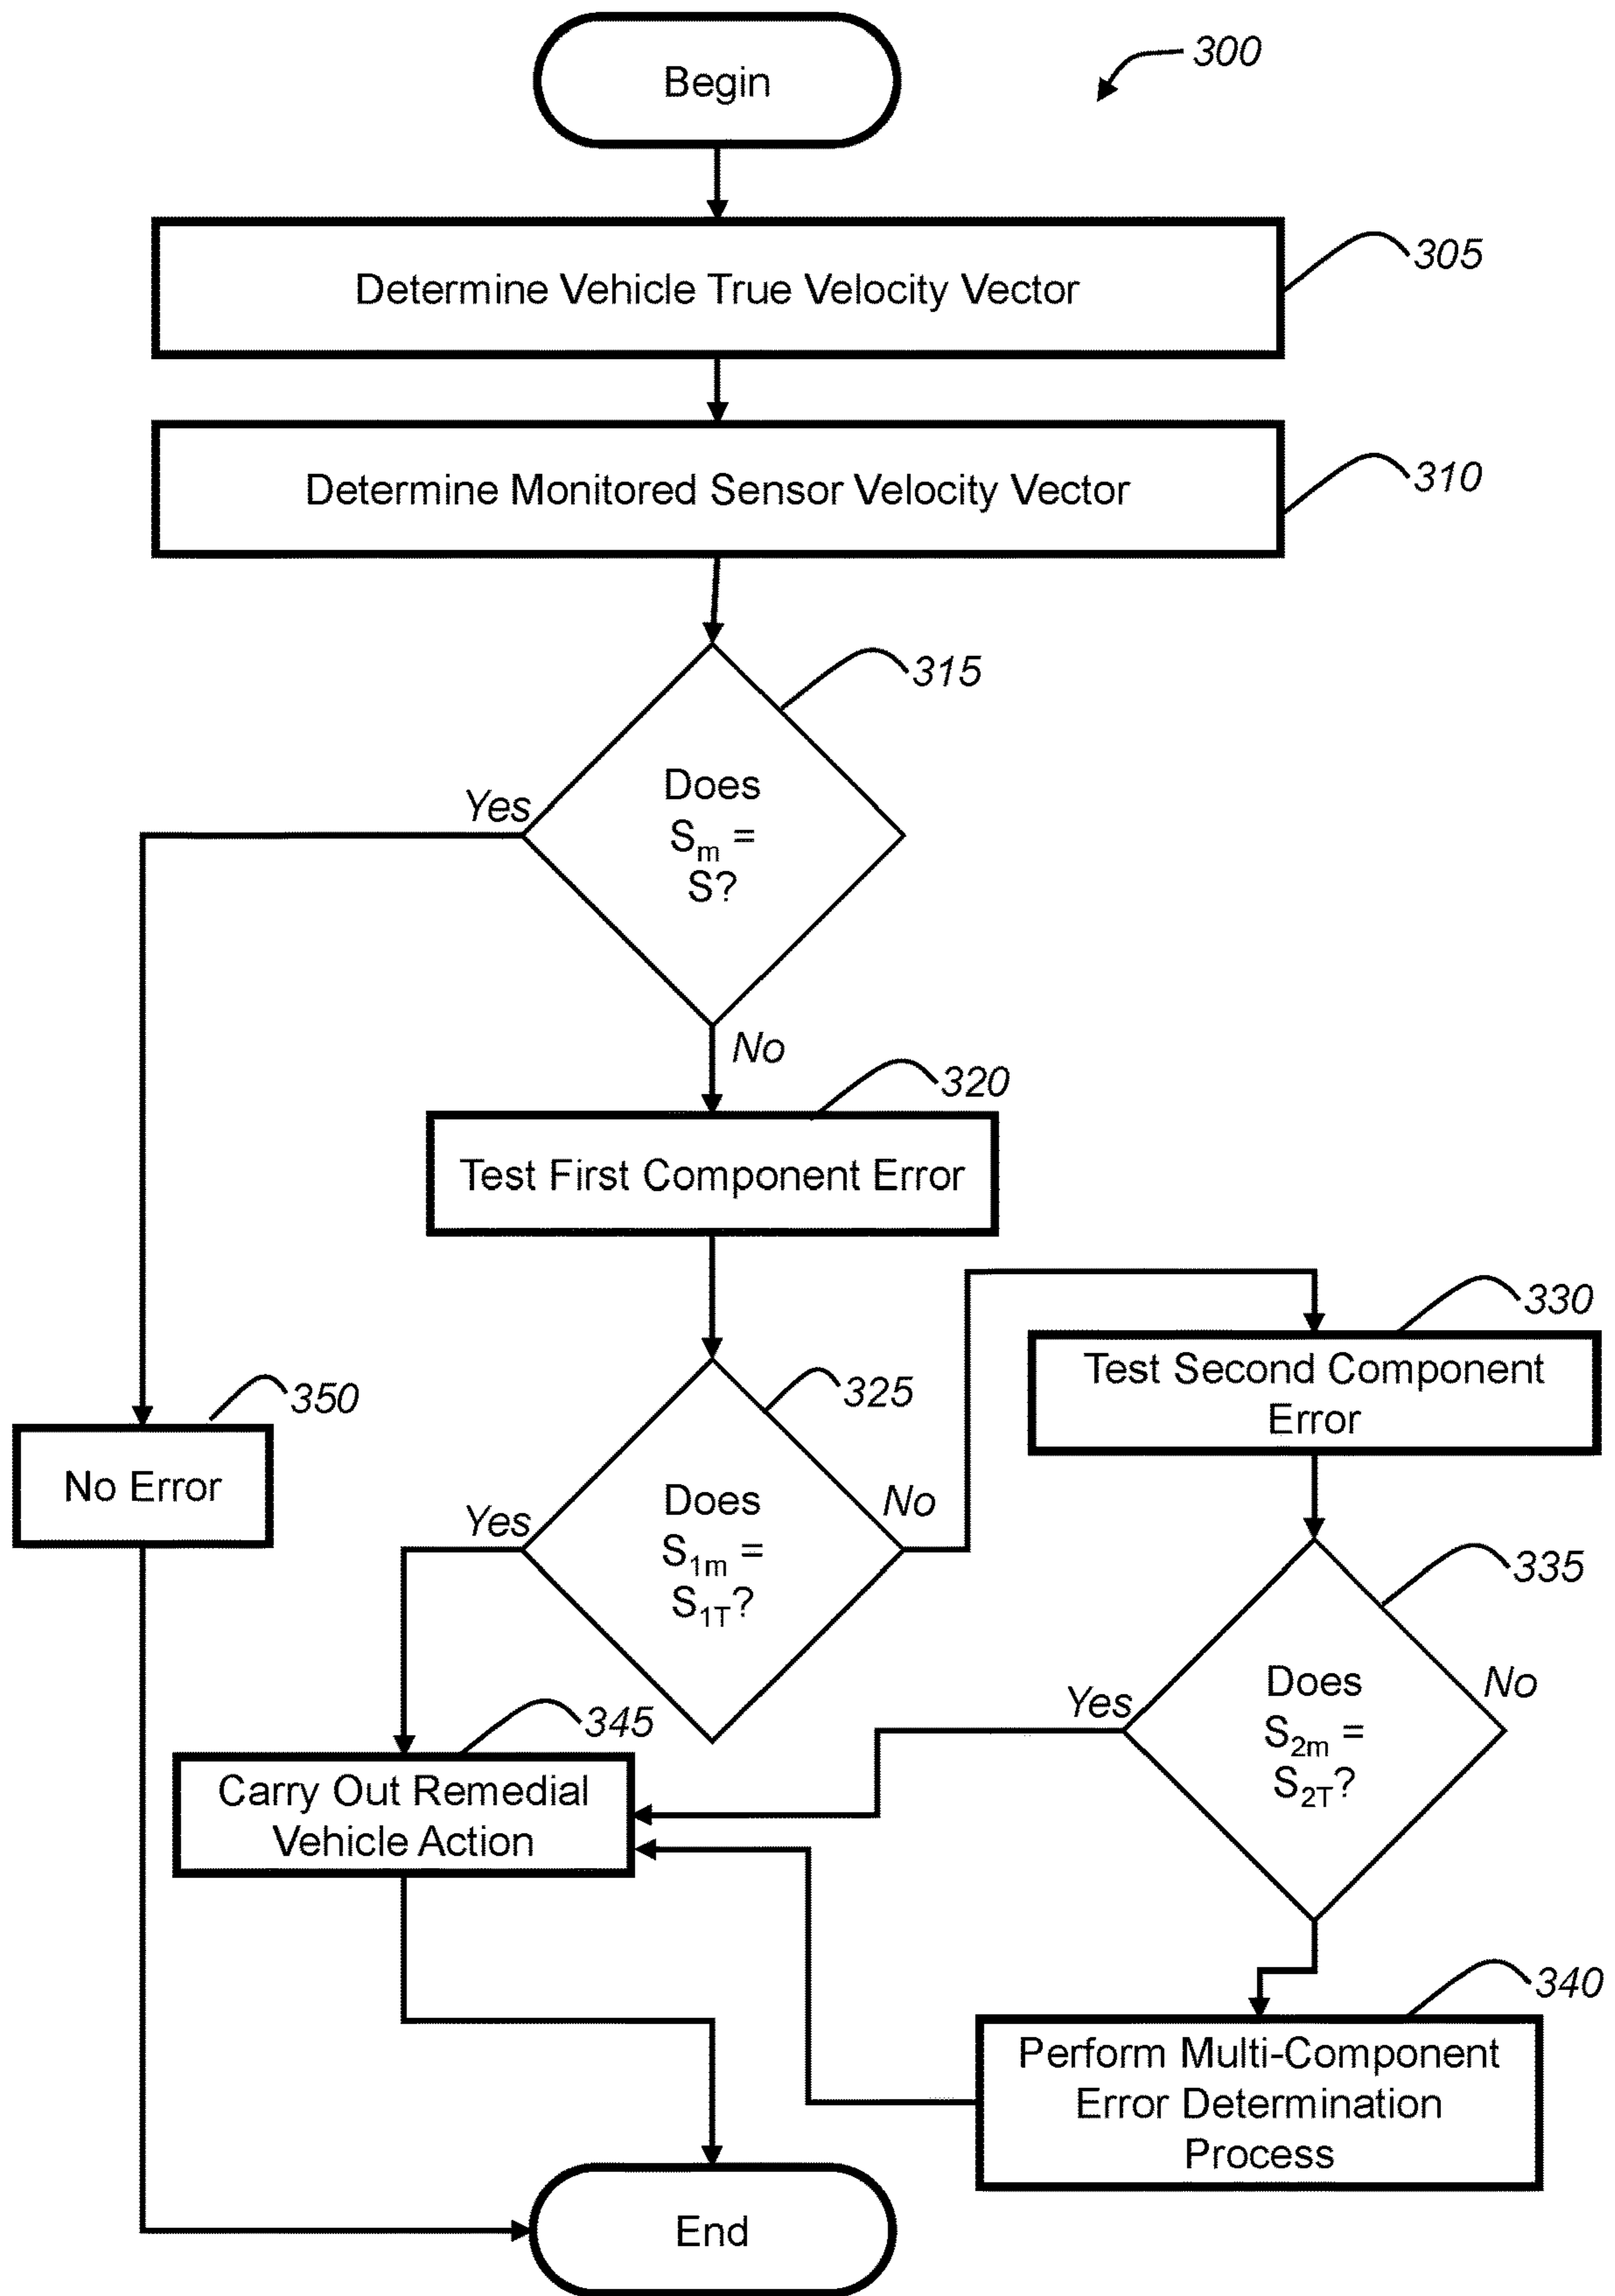 Begin
300
Determine Vehicle True Velocity Vector
305
Determine Monitored Sensor Velocity Vector
310
315
Does
Sm =
S?
Yes
No
320
Test First Component Error
330
Test Second Component
Error
325
350
No Error
Does
S1m =
S1T?
Yes
No
335
Does
S2m =
S2T?
Yes
No
345
Carry Out Remedial
Vehicle Action
340
Perform Multi-Component
Error Determination
Process
End